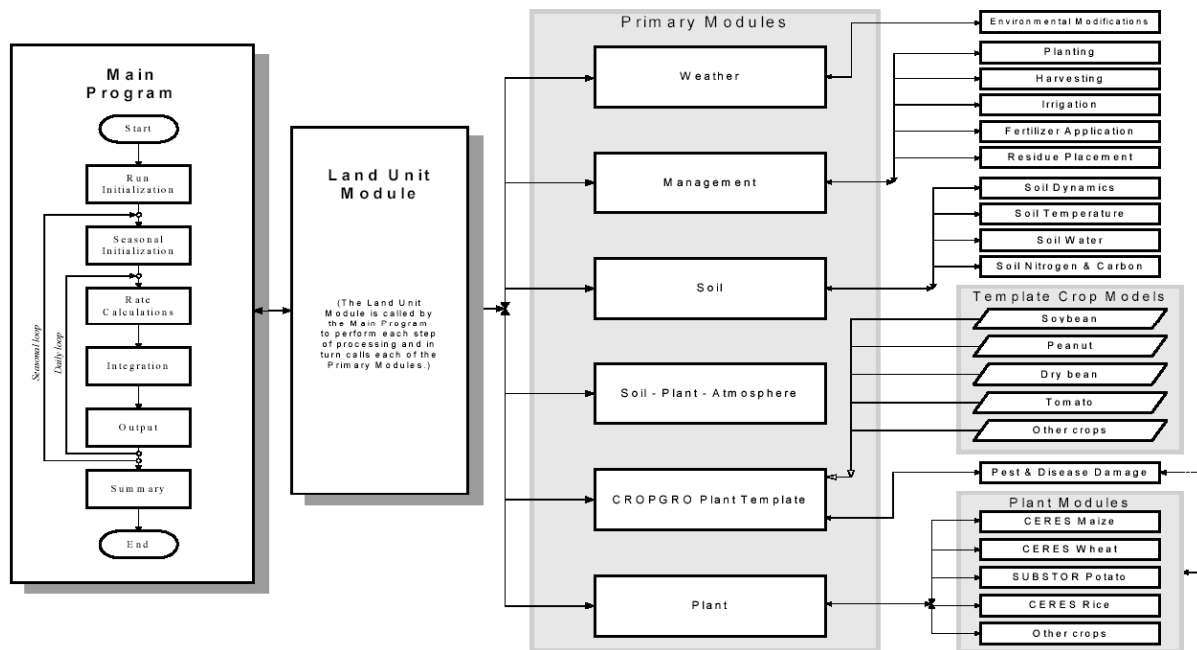 Main
Program
Start
Run
Initialization
Seasonal
Initialization
Rate
Calculations
Integration
Output
Summary
End
Seasonal loop
Daily loop
Land Unit
Module
(The Land Unit
Module is called by
the Main Program
to perform each step
of processing and in
turn calls each of the
Primary Modules.)
Primary Modules
Weather
Management
Soil
Soil - Plant - Atmosphere
CROPGRO Plant Template
Plant
Environmental Modifications
Planting
Harvesting
Irrigation
Fertilizer Application
Residue Placement
Soil Dynamics
Soil Temperature
Soil Water
Soil Nitrogen & Carbon
Template Crop Models
Soybean
Peanut
Dry bean
Tomato
Other crops
Pest & Disease Damage
Plant Modules
CERES Maize
CERES Wheat
SUBSTOR Potato
CERES Rice
Other crops